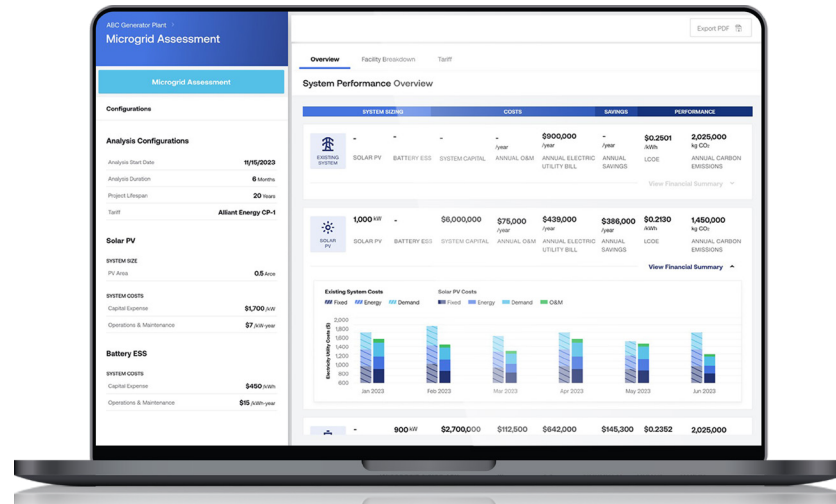 ABC Generator Plant >
Microgrid Assessment
Export PDF
Microgrid Assessment
Configurations
Analysis Configurations
Analysis Start Date 11/15/2023
Analysis Duration 6 Months
Project Lifespan 20 Years
Tariff Alliant Energy CP-1
Solar PV
SYSTEM SIZE
PV Area 0.5 Arce
SYSTEM COSTS
Capital Expense $1,700 /kW
Operations & Maintenance $7 /kW-year
Battery ESS
SYSTEM COSTS
Capital Expense $450 /kWh
Operations & Maintenance $15 /kWh-year
Overview Facility Breakdown Tariff
System Performance Overview
SYSTEM SIZING COSTS SAVINGS PERFORMANCE
EXISTING SYSTEM
- SOLAR PV
- BATTERY ESS
- SYSTEM CAPITAL
- /year ANNUAL O&M
$900,000 /year ANNUAL ELECTRIC UTILITY BILL
- /year ANNUAL SAVINGS
$0.2501 /kWh LCOE
2,025,000 kg CO2 ANNUAL CARBON EMISSIONS
View Financial Summary
SOLAR PV
1,000 kW SOLAR PV
- BATTERY ESS
$6,000,000 SYSTEM CAPITAL
$75,000 /year ANNUAL O&M
$439,000 /year ANNUAL ELECTRIC UTILITY BILL
$386,000 /year ANNUAL SAVINGS
$0.2130 /kWh LCOE
1,450,000 kg CO2 ANNUAL CARBON EMISSIONS
View Financial Summary
Existing System Costs Solar PV Costs
Fixed Energy Demand Fixed Energy Demand O&M
Electricity Utility Costs ($)
2,000
1,800
1,600
1,400
1,200
1,000
900
600
Jan 2023 Feb 2023 Mar 2023 Apr 2023 May 2023 Jun 2023
- 900 kW $2,700,000 $112,500 $642,000 $145,300 $0.2352 2,025,000